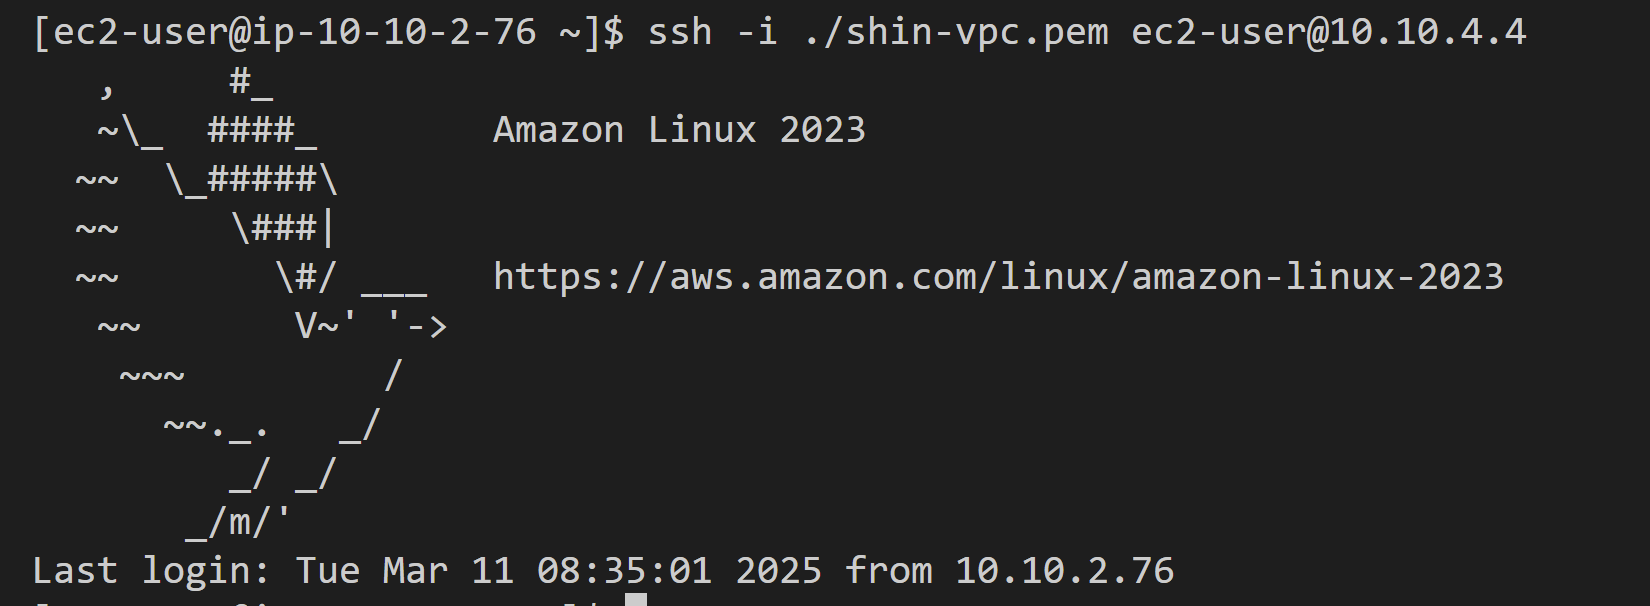 [ec2-user@ip-10-10-2-76 ~]$ ssh -i ./shin-vpc.pem ec2-user@10.10.4.4
   ,     #_
   ~\_  ####_        Amazon Linux 2023
  ~~  \_#####\
  ~~     \###|
  ~~       \#/ ___   https://aws.amazon.com/linux/amazon-linux-2023
   ~~       V~' '->
    ~~~         /
      ~~._.   _/
         _/ _/
       _/m/'
Last login: Tue Mar 11 08:35:01 2025 from 10.10.2.76